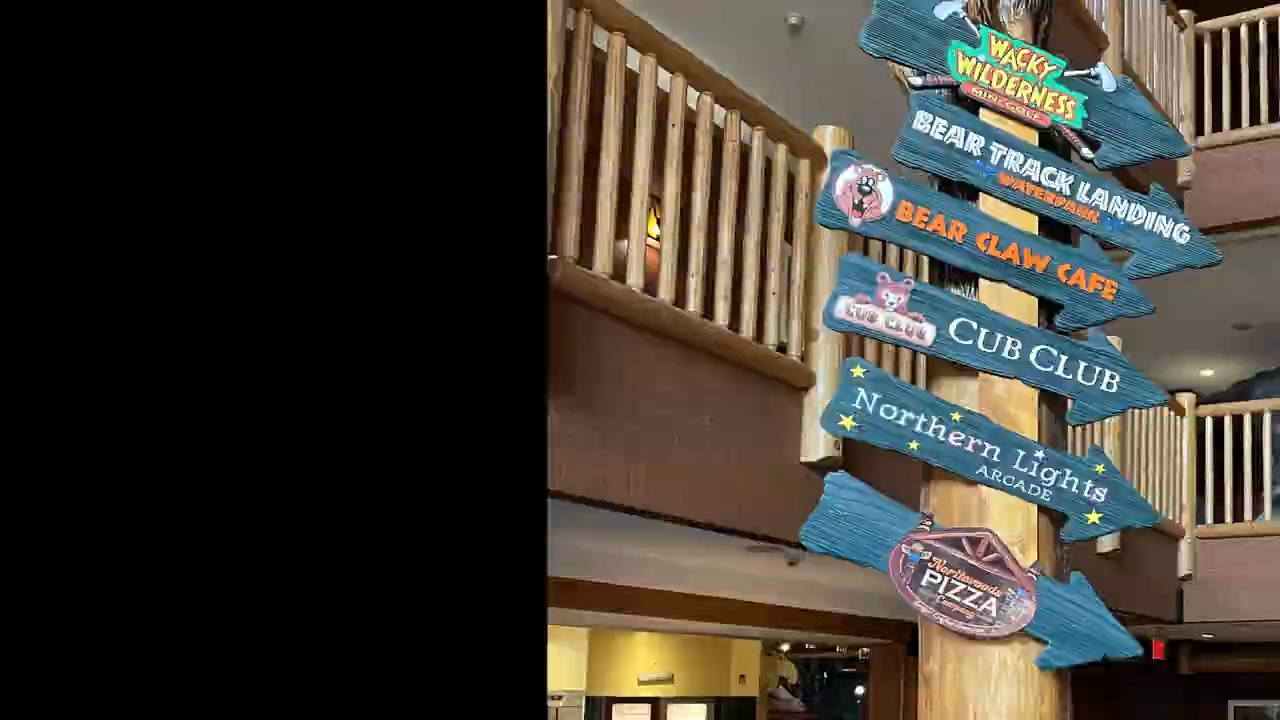 WACKY
WILDERNESS
MINI GOLF
BEAR TRACK LANDING
WATERPARK
BEAR CLAW CAFE
CUB CLUB
CUB CLUB
Northern Lights
ARCADE
Northwoods
PIZZA
Company